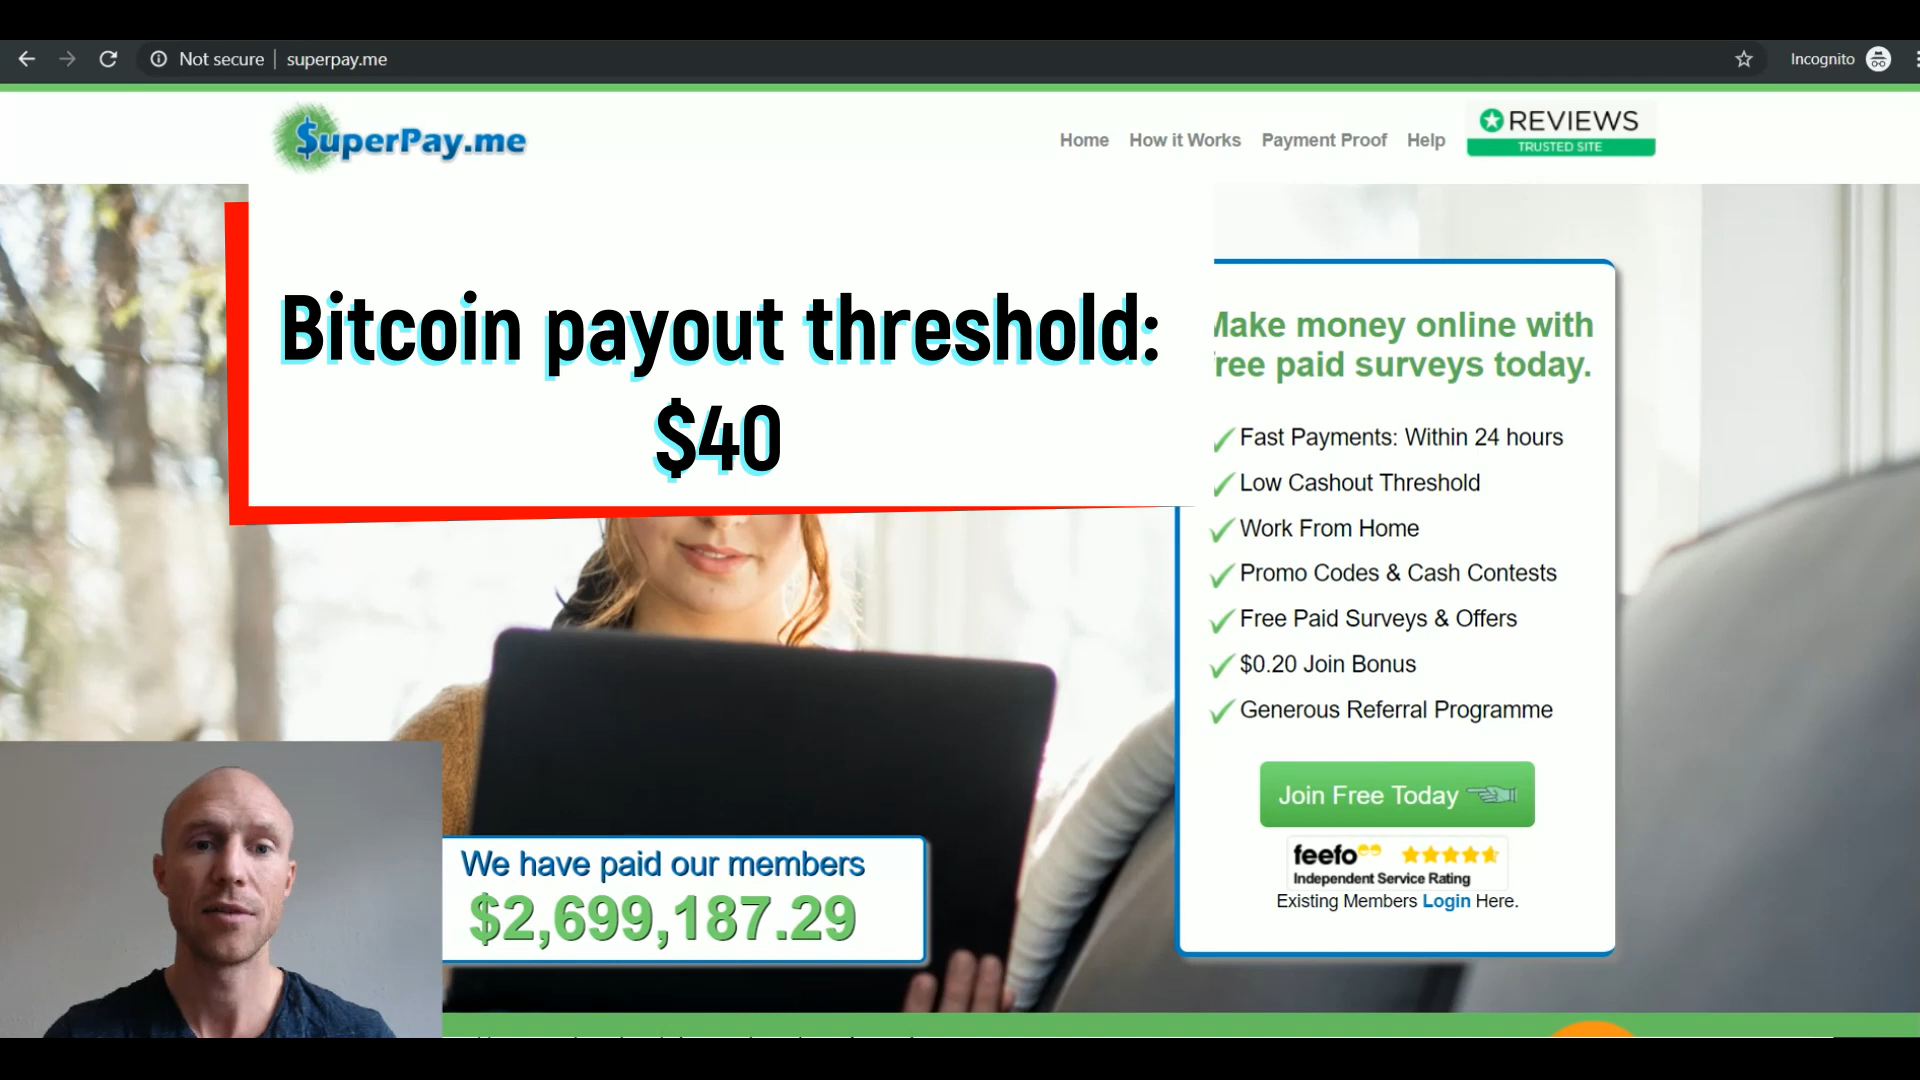 Not secure
superpay.me
Incognito
$uperPay.me
Home
How it Works
Payment Proof
Help
REVIEWS
TRUSTED SITE
Bitcoin payout threshold:
$40
Make money online with
free paid surveys today.
Fast Payments: Within 24 hours
Low Cashout Threshold
Work From Home
Promo Codes & Cash Contests
Free Paid Surveys & Offers
$0.20 Join Bonus
Generous Referral Programme
Join Free Today
feefo
Independent Service Rating
Existing Members Login Here.
We have paid our members
$2,699,187.29